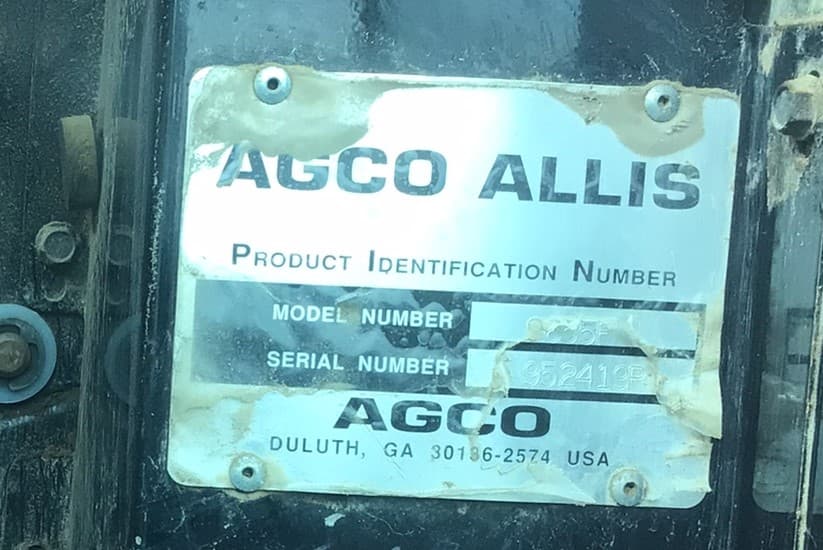 AGCO ALLIS
PRODUCT IDENTIFICATION NUMBER
MODEL NUMBER
SERIAL NUMBER
AGCO
DULUTH, GA 30136-2574 USA